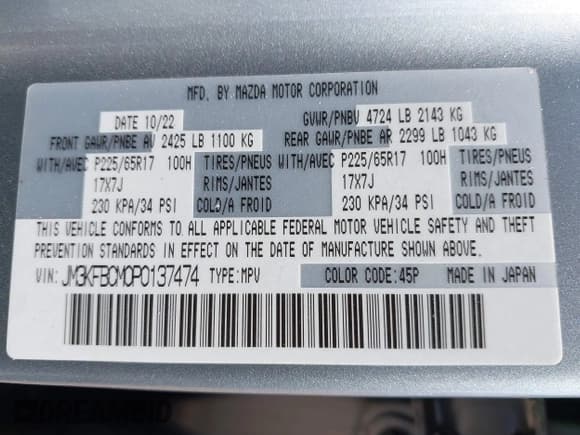 MFD. BY MAZDA MOTOR CORPORATION
DATE 10/22 GVWR/PNBV 4724 LB 2143 KG
FRONT GAWR/PNBE AV 2425 LB 1100 KG REAR GAWR/PNBE AR 2299 LB 1043 KG
WITH/AVEC P225/65R17 100H TIRES/PNEUS WITH/AVEC P225/65R17 100H TIRES/PNEUS
17X7J RIMS/JANTES 17X7J RIMS/JANTES
230 KPA/34 PSI COLD/A FROID 230 KPA/34 PSI COLD/A FROID
THIS VEHICLE CONFORMS TO ALL APPLICABLE FEDERAL MOTOR VEHICLE SAFETY AND THEFT
PREVENTION STANDARDS IN EFFECT ON THE DATE OF MANUFACTURE SHOWN ABOVE.
VIN: JM3KFBCM0P0137474 TYPE:MPV COLOR CODE:45P MADE IN JAPAN
DREAMBID